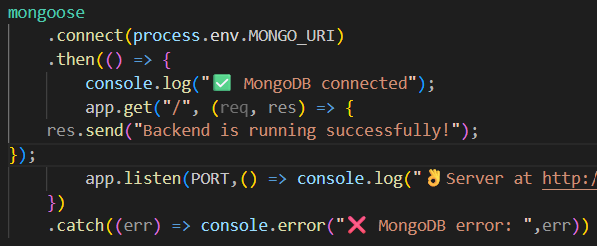 mongoose
.connect(process.env.MONGO_URI)
.then(() => {
console.log("✅ MongoDB connected");
app.get("/", (req, res) => {
res.send("Backend is running successfully!");
});
app.listen(PORT,() => console.log("👌Server at http:/
})
.catch((err) => console.error("❌ MongoDB error: ",err))